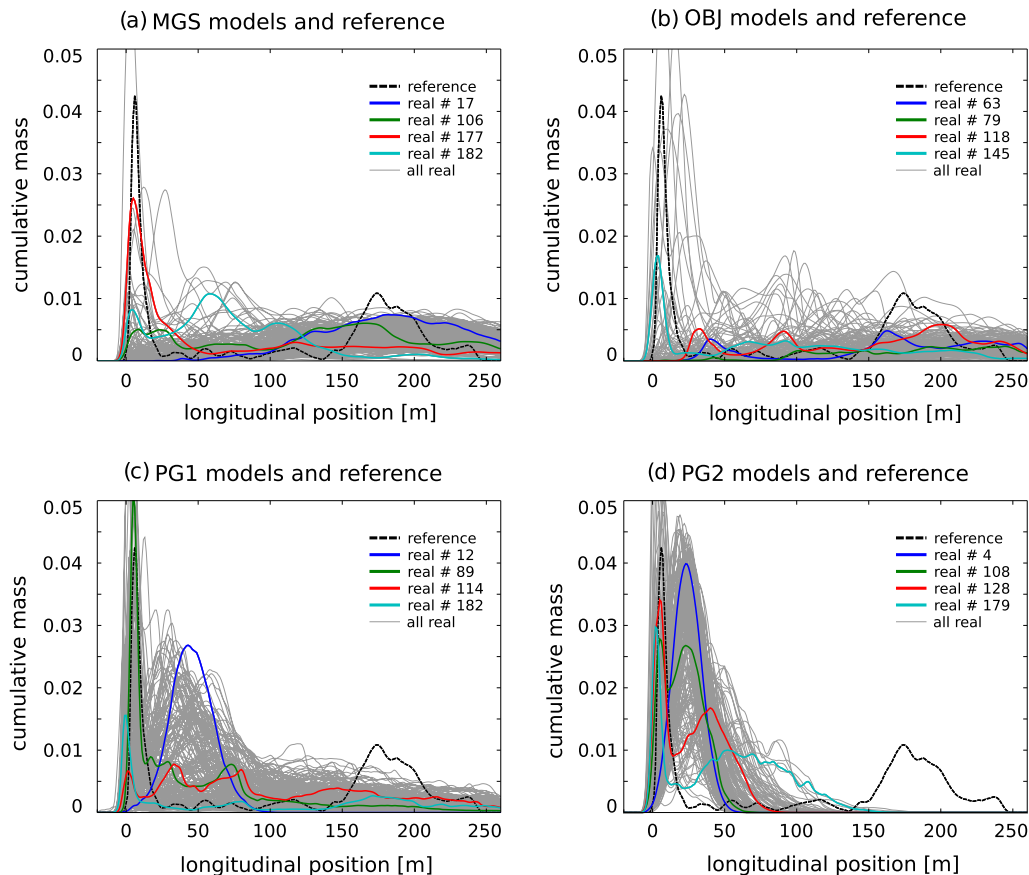 (a) MGS models and reference
0.05
0.04
0.03
0.02
0.01
0
cumulative mass
reference
real # 17
real # 106
real # 177
real # 182
all real
0 50 100 150 200 250
longitudinal position [m]
(b) OBJ models and reference
0.05
0.04
0.03
0.02
0.01
0
cumulative mass
reference
real # 63
real # 79
real # 118
real # 145
all real
0 50 100 150 200 250
longitudinal position [m]
(c) PG1 models and reference
0.05
0.04
0.03
0.02
0.01
0
cumulative mass
reference
real # 12
real # 89
real # 114
real # 182
all real
0 50 100 150 200 250
longitudinal position [m]
(d) PG2 models and reference
0.05
0.04
0.03
0.02
0.01
0
cumulative mass
reference
real # 4
real # 108
real # 128
real # 179
all real
0 50 100 150 200 250
longitudinal position [m]